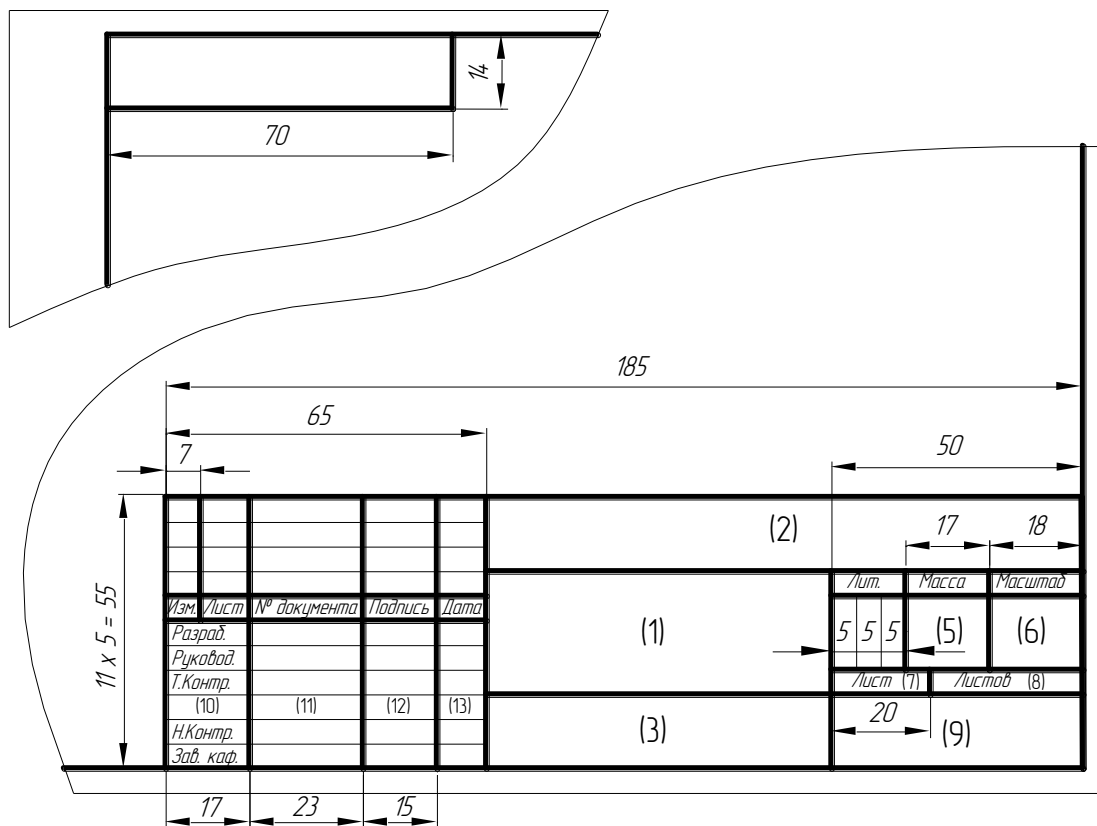 14
70
185
65
7
50
(2)
17 18
Лит. Масса Масштаб
11 x 5 = 55
Изм. Лист № документа Подпись Дата
Разраб.
(1)
5 5 5 (5) (6)
Руковод.
Т.Контр.
Лист (7) Листов (8)
(10) (11) (12) (13)
20
Н.Контр.
(3) (9)
Зав. каф.
17 23 15